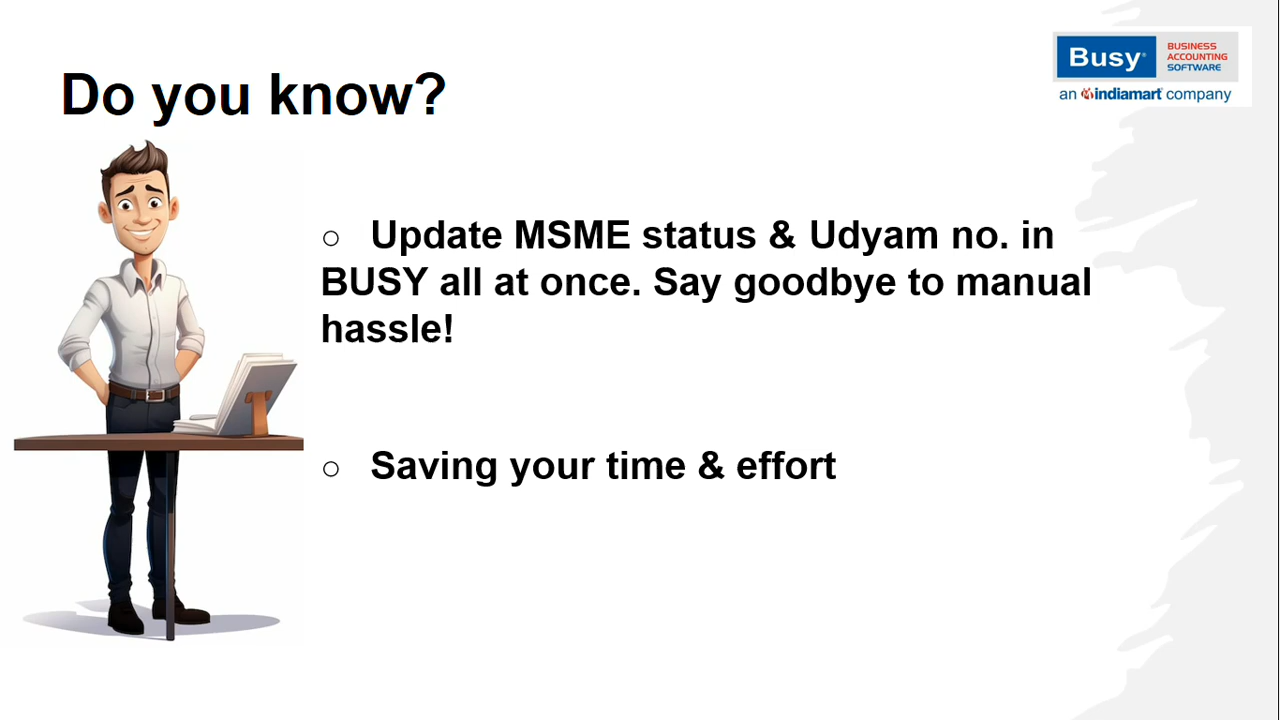 Do you know?
Busy
BUSINESS
ACCOUNTING
SOFTWARE
an indiamart company
○ Update MSME status & Udyam no. in
BUSY all at once. Say goodbye to manual
hassle!
○ Saving your time & effort